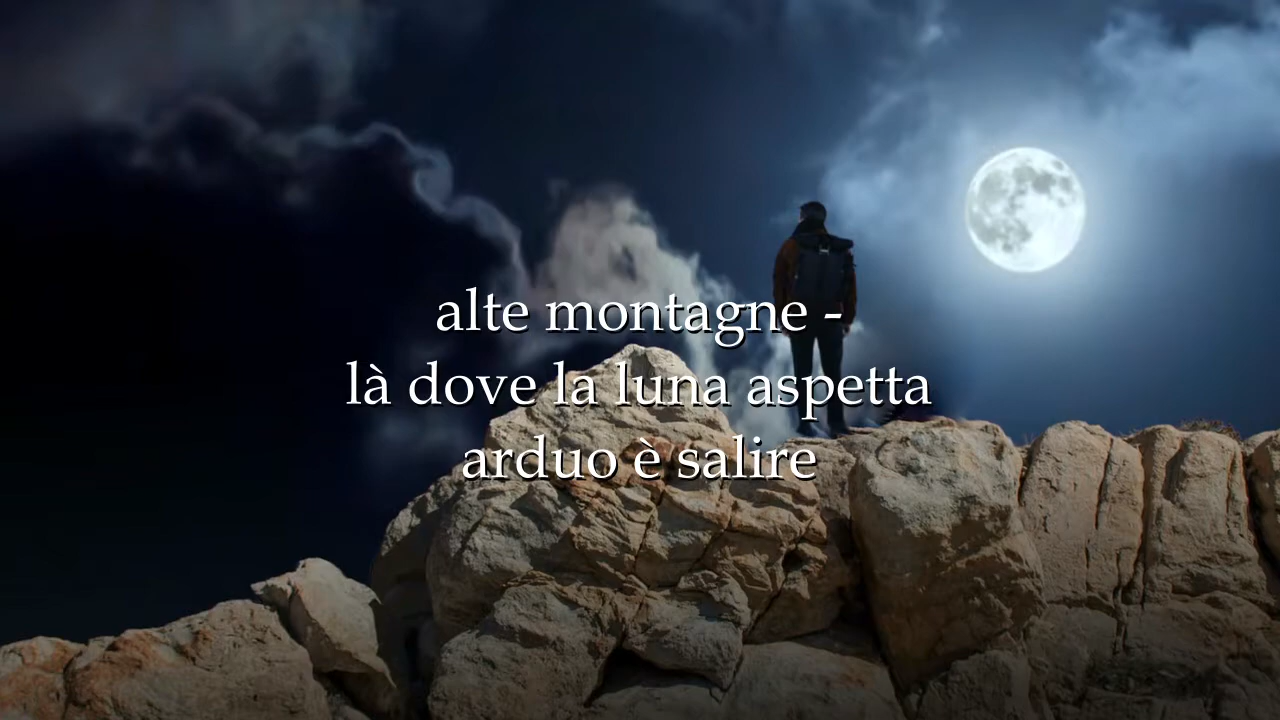 alte montagne -
là dove la luna aspetta
arduo è salire